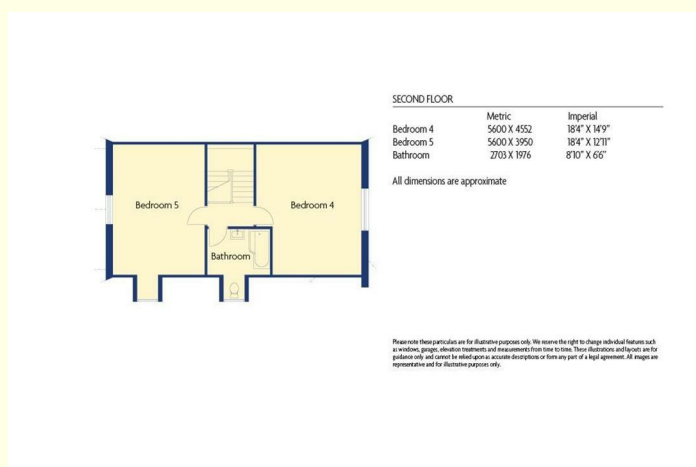 SECOND FLOOR
Metric Imperial
Bedroom 4 5600 X 4552 18'4" X 14'9"
Bedroom 5 5600 X 3950 18'4" X 12'11"
Bathroom 2703 X 1976 8'10" X 6'6"
All dimensions are approximate
Bedroom 5
Bedroom 4
Bathroom
Please note these particulars are for illustrative purposes only. We reserve the right to change individual features such
as windows, garages, elevation treatments and measurements from time to time. These illustrations and layouts are for
guidance only and cannot be relied upon as accurate descriptions or form any part of a legal agreement. All images are
representative and for illustrative purposes only.